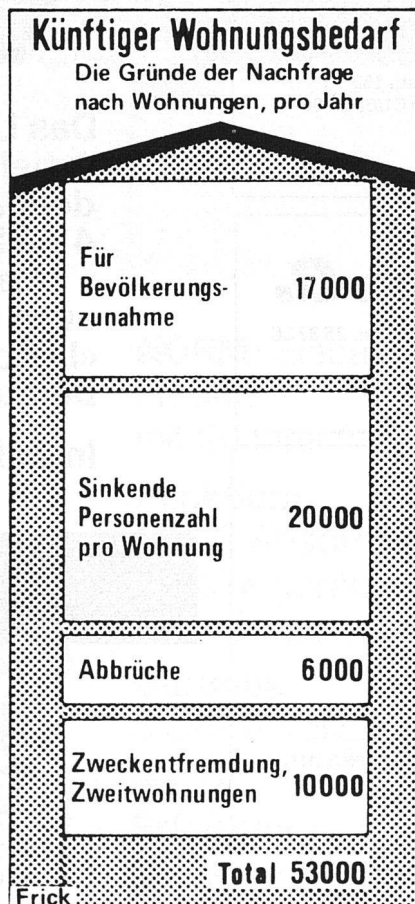 Künftiger Wohnungsbedarf
Die Gründe der Nachfrage
nach Wohnungen, pro Jahr
Für
Bevölkerungs-
zunahme
17000
Sinkende
Personenzahl
pro Wohnung
20000
Abbrüche
6000
Zweckentfremdung,
Zweitwohnungen
10000
Total 53000
Frick